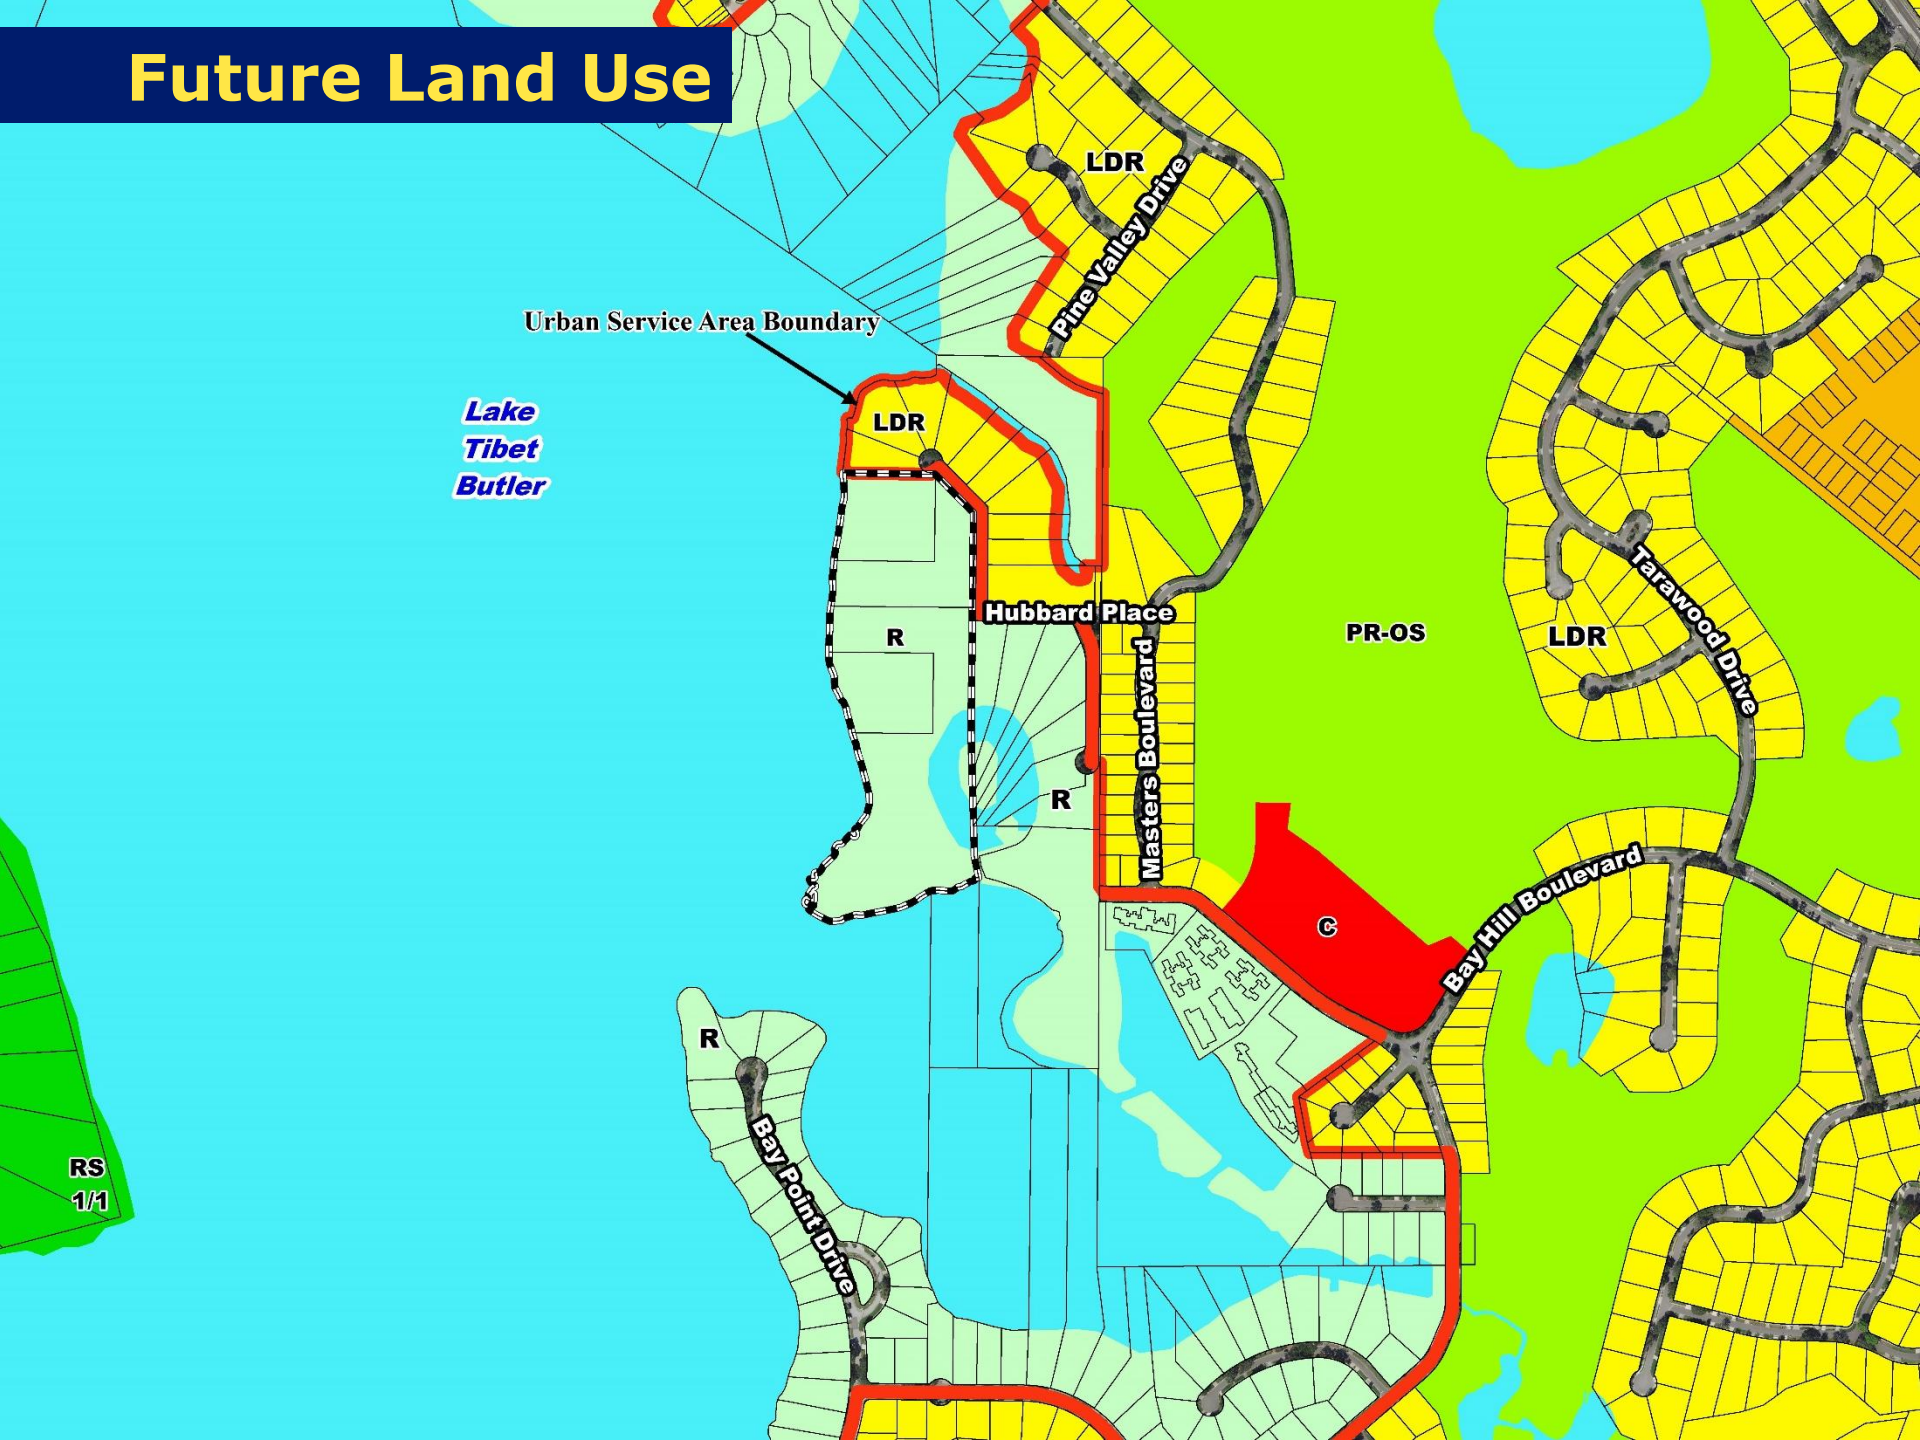 Future Land Use
LDR
Pine Valley Drive
Urban Service Area Boundary
Lake
Tibet
Butler
LDR
Hubbard Place
R
PR-OS
LDR
Tarawood Drive
Masters Boulevard
R
C
Bay Hill Boulevard
R
Bay Point Drive
RS
1/1